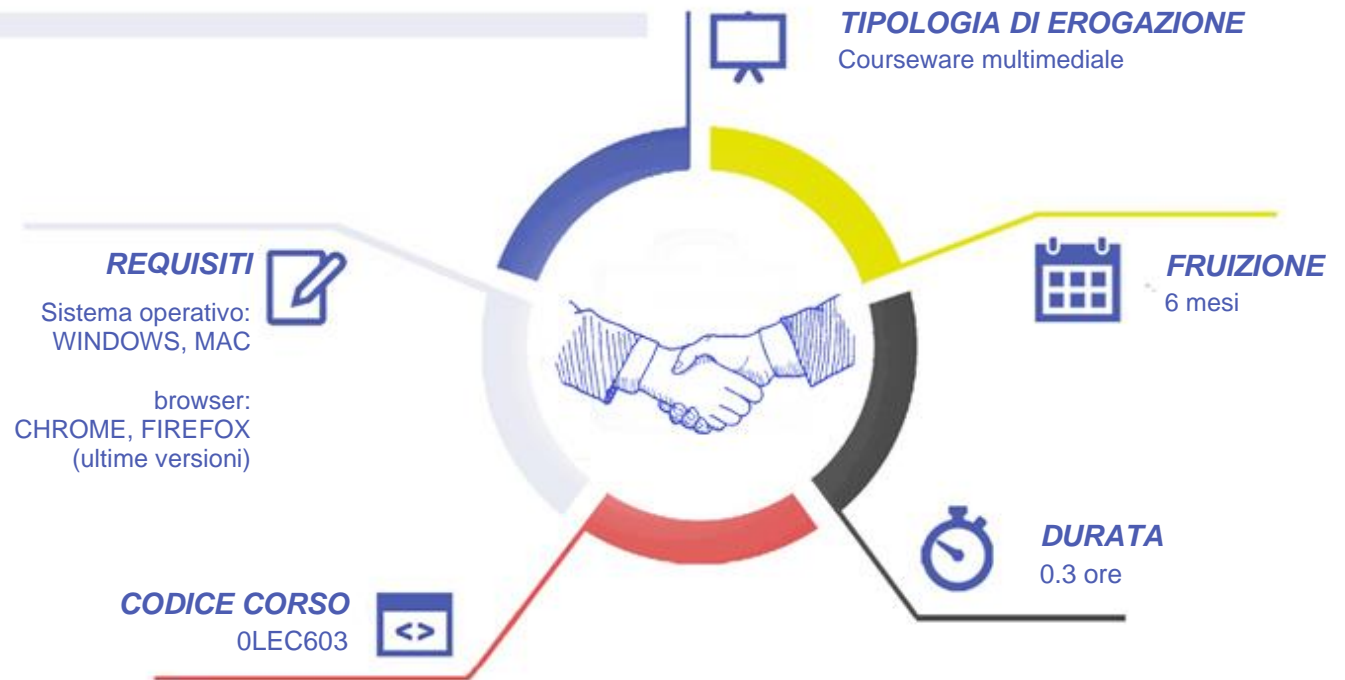 TIPOLOGIA DI EROGAZIONE
Courseware multimediale
REQUISITI
Sistema operativo:
WINDOWS, MAC
browser:
CHROME, FIREFOX
(ultime versioni)
FRUIZIONE
6 mesi
DURATA
0.3 ore
CODICE CORSO
0LEC603
<>